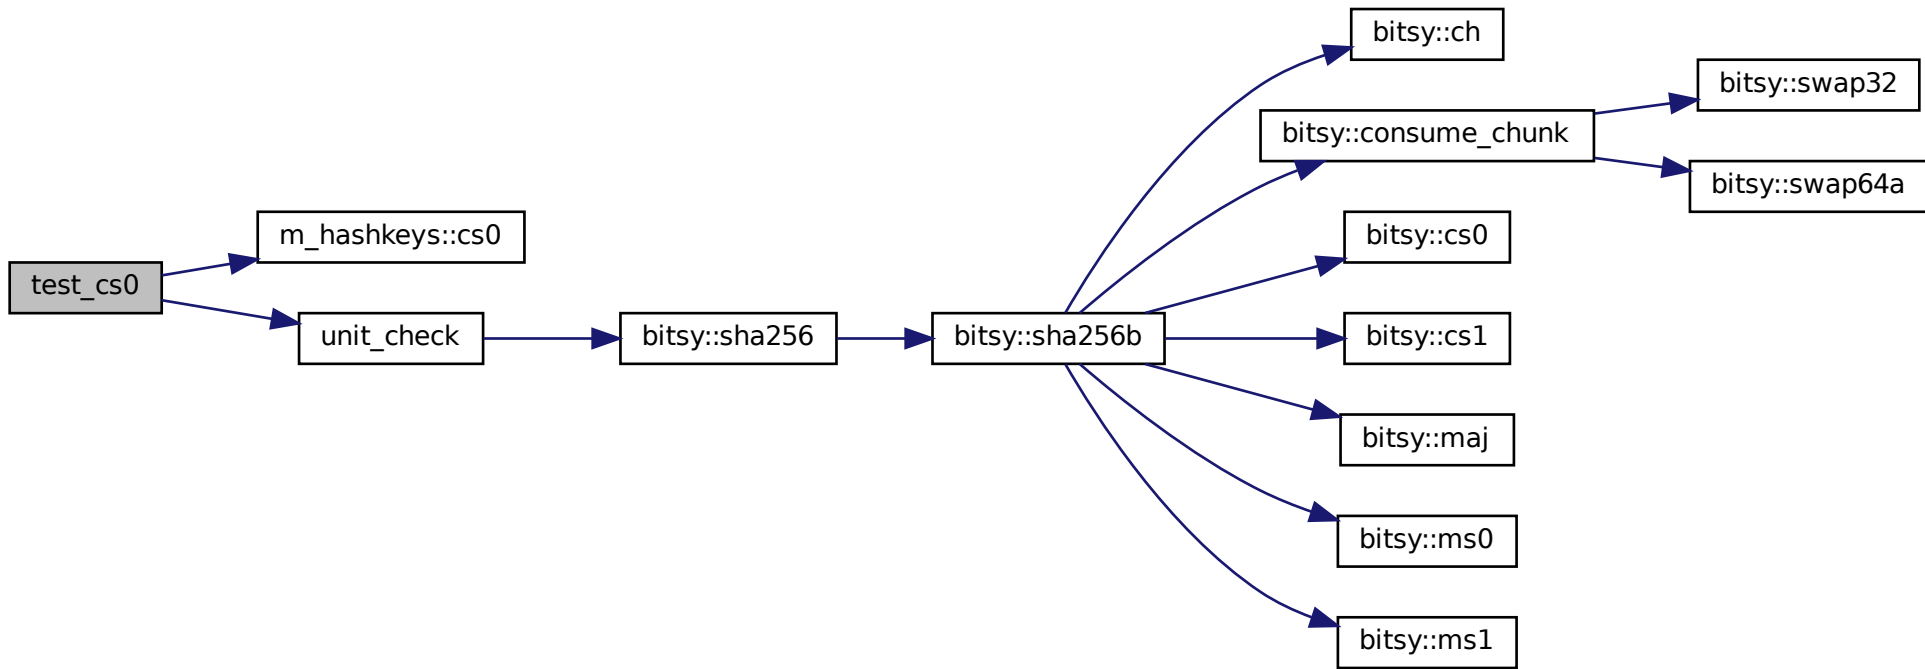 test_cs0
m_hashkeys::cs0
unit_check
bitsy::sha256
bitsy::sha256b
bitsy::ch
bitsy::consume_chunk
bitsy::swap32
bitsy::swap64a
bitsy::cs0
bitsy::cs1
bitsy::maj
bitsy::ms0
bitsy::ms1